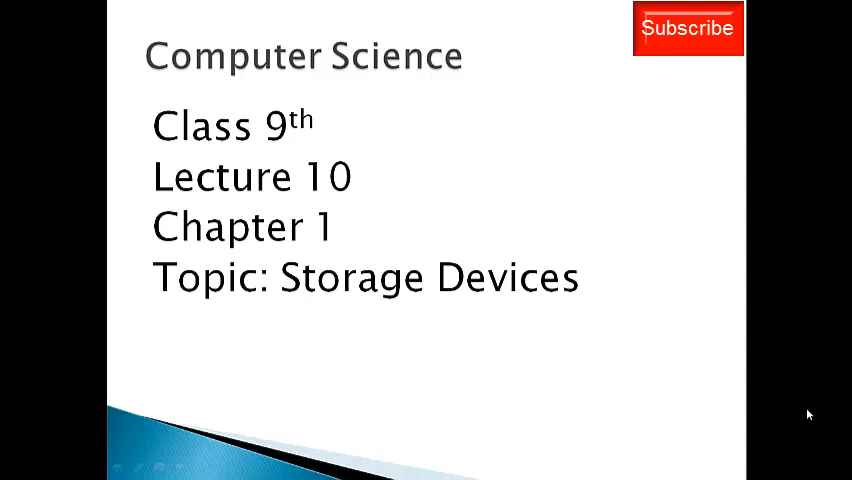 Subscribe
Computer Science
Class 9th
Lecture 10
Chapter 1
Topic: Storage Devices